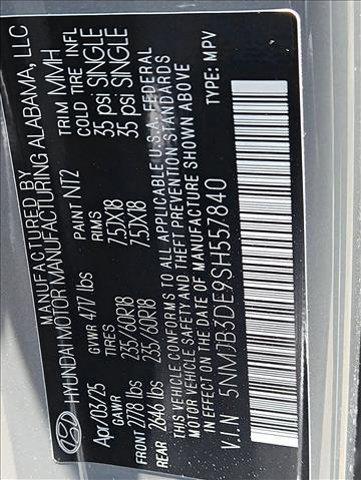 MANUFACTURED BY
HYUNDAI MOTOR MANUFACTURING ALABAMA, LLC
Apr/03/25 GVWR 4717 lbs PAINT NT2 TRIM MMH
GAWR TIRES RIMS COLD TIRE INFL
FRONT 2778 lbs 235/60R18 7.5JX18 35 psi SINGLE
REAR 2646 lbs 235/60R18 7.5JX18 35 psi SINGLE
THIS VEHICLE CONFORMS TO ALL APPLICABLE U.S.A. FEDERAL
MOTOR VEHICLE SAFETY, BUMPER, AND
THEFT PREVENTION STANDARDS IN EFFECT ON THE DATE OF
MANUFACTURE SHOWN ABOVE.
V.I.N 5NMJB3DE9SH557840 TYPE: MPV